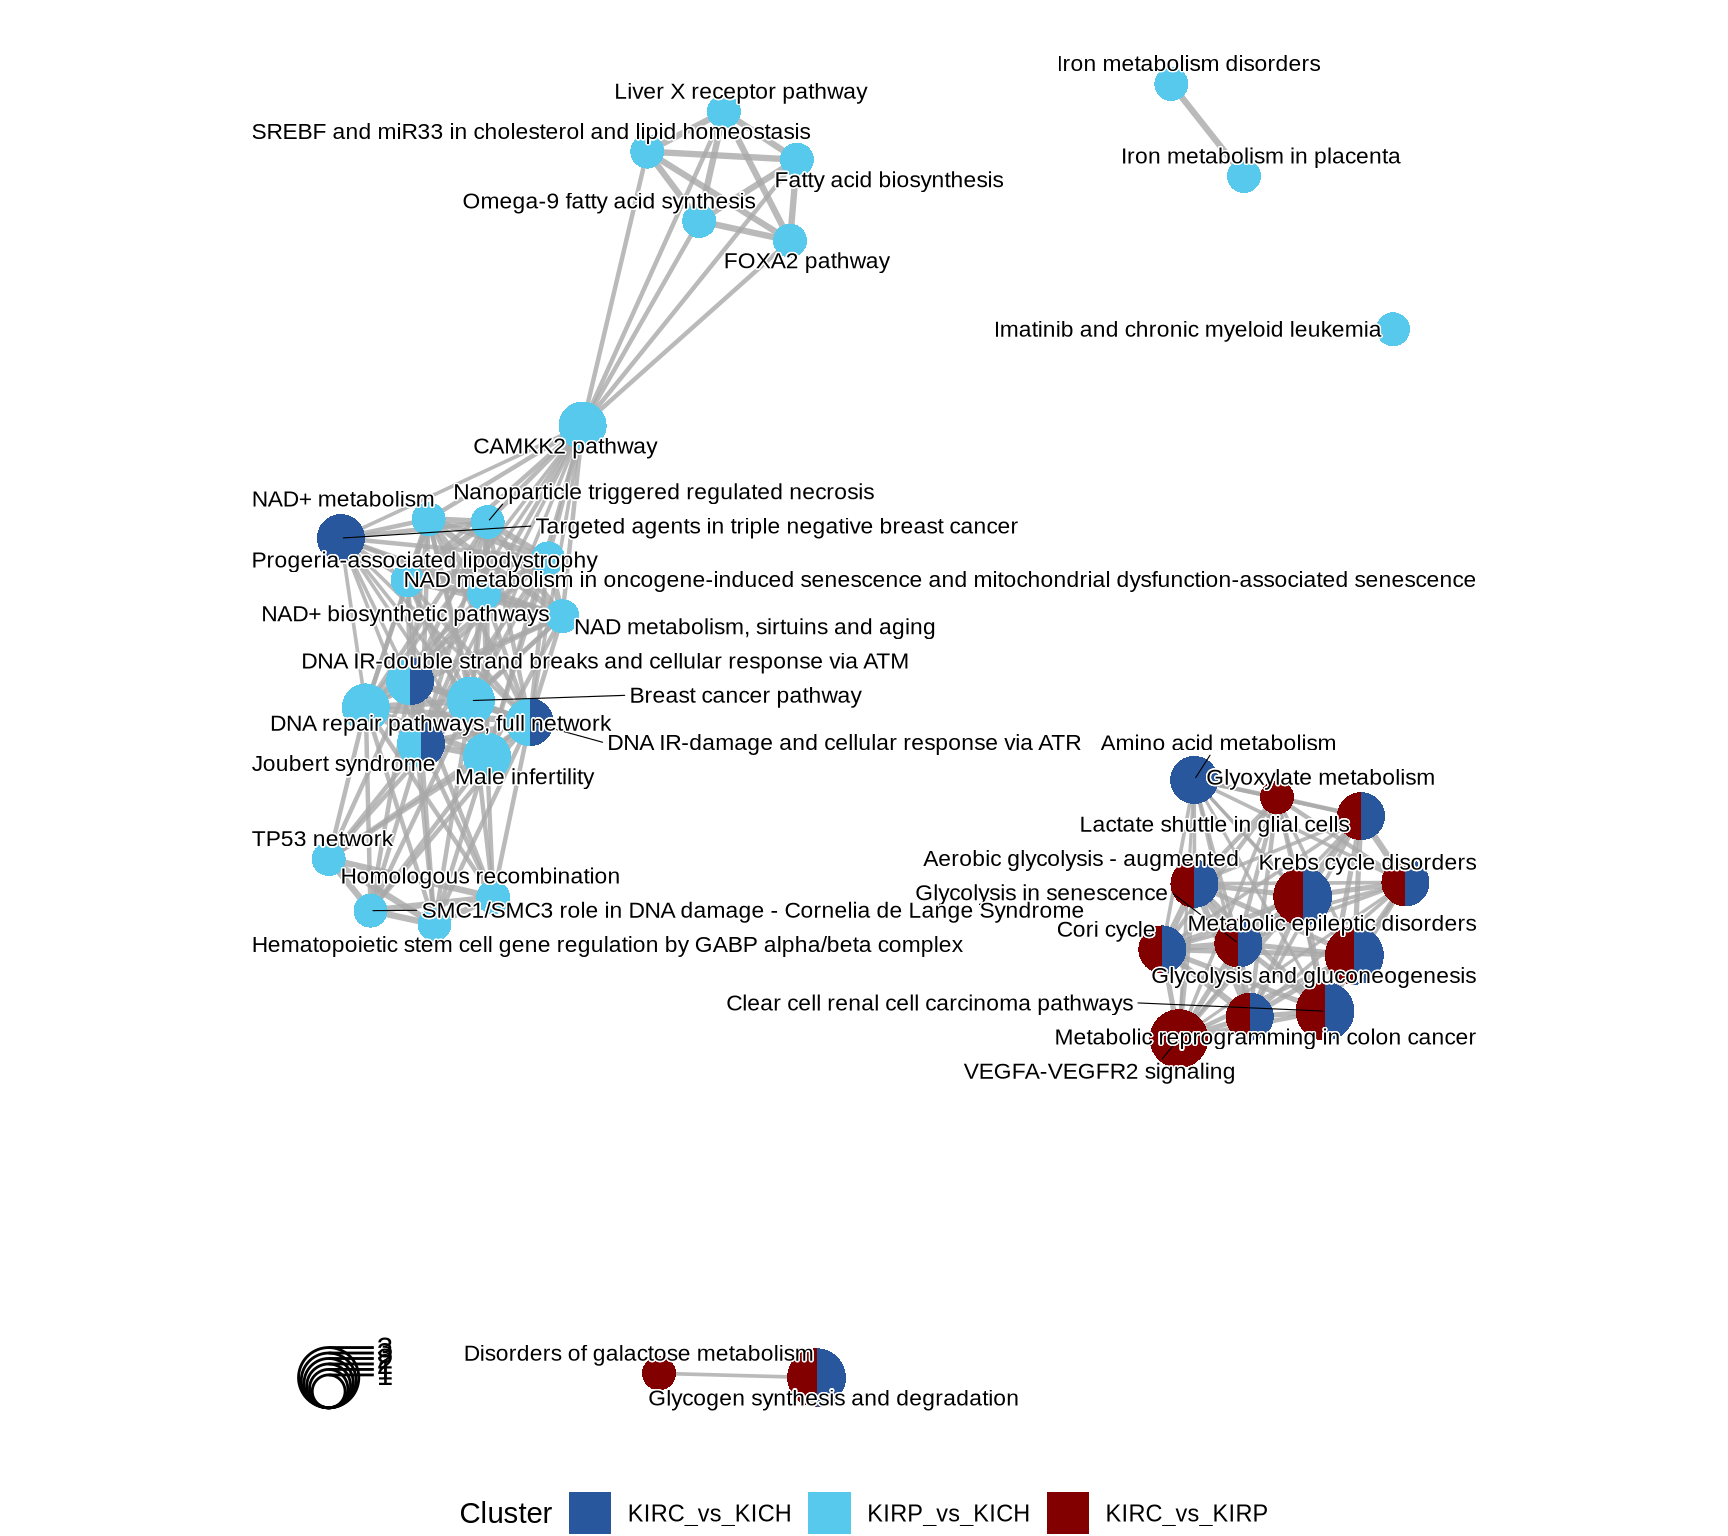 Iron metabolism disorders
Liver X receptor pathway
SREBF and miR33 in cholesterol and lipid homeostasis
Iron metabolism in placenta
Fatty acid biosynthesis
Omega-9 fatty acid synthesis
FOXA2 pathway
Imatinib and chronic myeloid leukemia
CAMKK2 pathway
Nanoparticle triggered regulated necrosis
NAD+ metabolism
Targeted agents in triple negative breast cancer
Progeria-associated lipodystrophy
NAD metabolism in oncogene-induced senescence and mitochondrial dysfunction-associated senescence
NAD+ biosynthetic pathways
NAD metabolism, sirtuins and aging
DNA IR-double strand breaks and cellular response via ATM
Breast cancer pathway
DNA repair pathways, full network
DNA IR-damage and cellular response via ATR
Amino acid metabolism
Joubert syndrome
Male infertility
Glyoxylate metabolism
Lactate shuttle in glial cells
TP53 network
Aerobic glycolysis - augmented
Krebs cycle disorders
Homologous recombination
Glycolysis in senescence
SMC1/SMC3 role in DNA damage - Cornelia de Lange Syndrome
Metabolic epileptic disorders
Cori cycle
Hematopoietic stem cell gene regulation by GABP alpha/beta complex
Glycolysis and gluconeogenesis
Clear cell renal cell carcinoma pathways
Metabolic reprogramming in colon cancer
VEGFA-VEGFR2 signaling
Disorders of galactose metabolism
Glycogen synthesis and degradation
Cluster KIRC_vs_KICH KIRP_vs_KICH KIRC_vs_KIRP